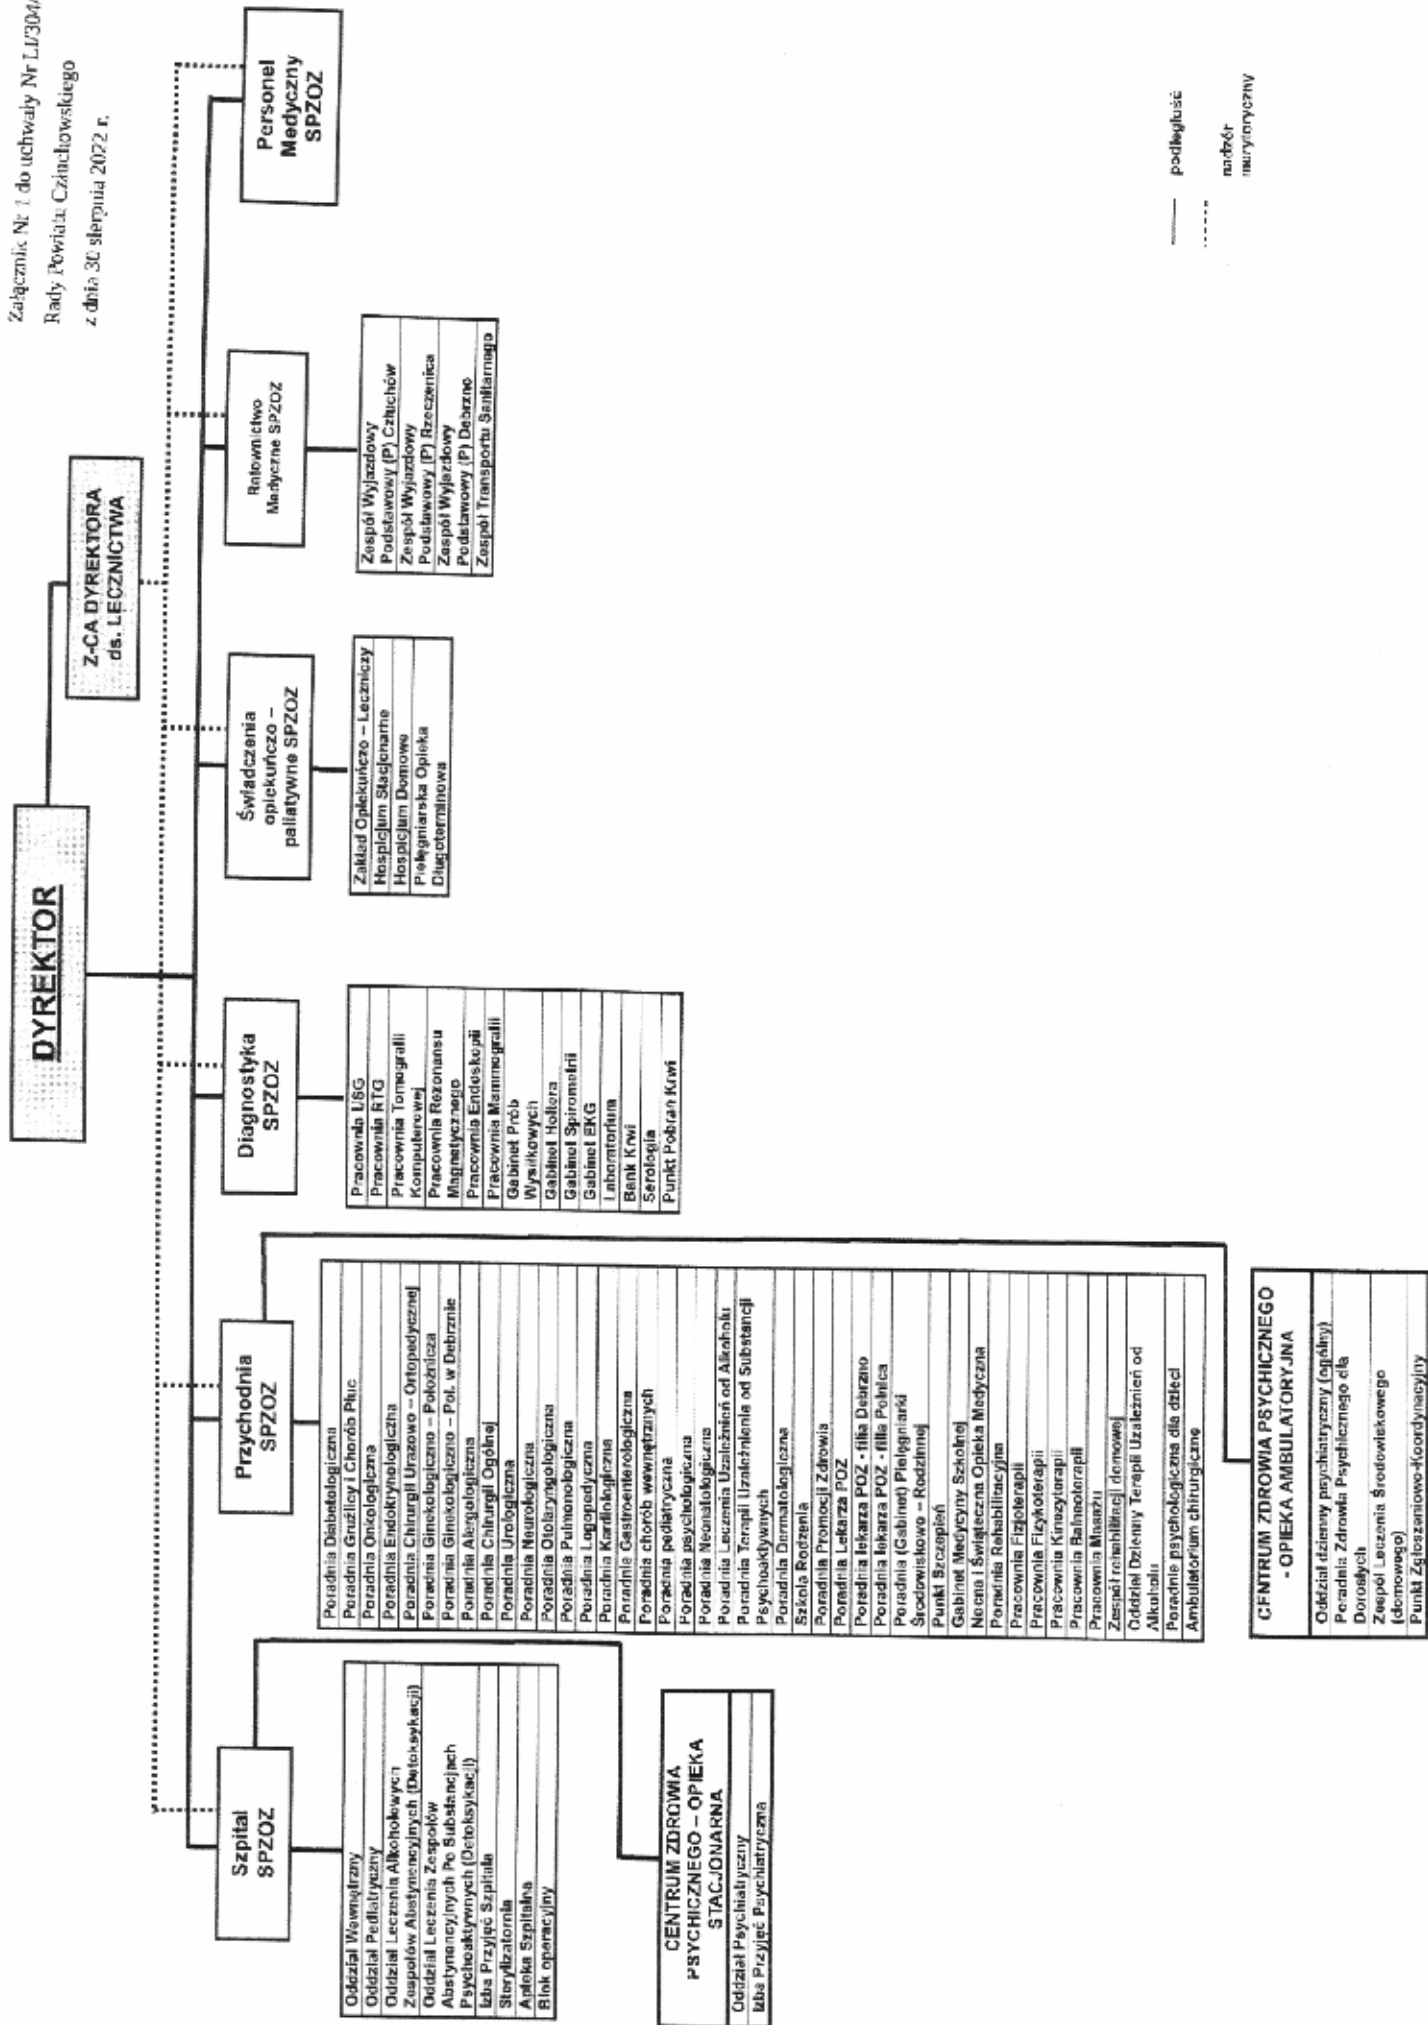 Załącznik Nr 1 do uchwały Nr LI/304/
Rady Powiatu Człuchowskiego
z dnia 30 sierpnia 2022 r.
DYREKTOR
Z-CA DYREKTORA
ds. LECZNICTWA
Szpital
SPZOZ
Przychodnia
SPZOZ
Diagnostyka
SPZOZ
Świadczenia
opiekuńczo –
paliatywne SPZOZ
Ratownictwo
Medyczne SPZOZ
Personel
Medyczny
SPZOZ
Oddział Wewnętrzny
Oddział Pediatryczny
Oddział Leczenia Alkoholowych
Zespołów Abstynencyjnych (Detoksykacji)
Oddział Leczenia Zespołów
Abstynencyjnych Po Substancjach
Psychoaktywnych (Detoksykacji)
Izba Przyjęć Szpitala
Sterylizatornia
Apteka Szpitalna
Blok operacyjny
CENTRUM ZDROWIA
PSYCHICZNEGO – OPIEKA
STACJONARNA
Oddział Psychiatryczny
Izba Przyjęć Psychiatryczna
Poradnia Diabetologiczna
Poradnia Gruźlicy i Chorób Płuc
Poradnia Onkologiczna
Poradnia Endokrynologiczna
Poradnia Chirurgii Urazowo – Ortopedycznej
Poradnia Ginekologiczno – Położnicza
Poradnia Ginekologiczno – Poł. w Debrznie
Poradnia Alergologiczna
Poradnia Chirurgii Ogólnej
Poradnia Urologiczna
Poradnia Neurologiczna
Poradnia Otolaryngologiczna
Poradnia Pulmonologiczna
Poradnia Logopedyczna
Poradnia Kardiologiczna
Poradnia Gastroenterologiczna
Poradnia chorób wewnętrznych
Poradnia pediatryczna
Poradnia psychologiczna
Poradnia Neonatologiczna
Poradnia Leczenia Uzależnień od Alkoholu
Poradnia Terapii Uzależnienia od Substancji
Psychoaktywnych
Poradnia Dermatologiczna
Szkoła Rodzenia
Poradnia Promocji Zdrowia
Poradnia Lekarza POZ
Poradnia lekarza POZ - filia Debrzno
Poradnia lekarza POZ - filia Polnica
Poradnia (Gabinet) Pielęgniarki
Środowiskowo – Rodzinnej
Punkt Szczepień
Gabinet Medycyny Szkolnej
Nocna i Świąteczna Opieka Medyczna
Poradnia Rehabilitacyjna
Pracownia Fizjoterapii
Pracownia Fizykoterapii
Pracownia Kinezyterapii
Pracownia Balneoterapii
Pracownia Masażu
Zespół rehabilitacji domowej
Oddział Dzienny Terapii Uzależnień od
Alkoholu
Poradnie psychologiczna dla dzieci
Ambulatorium chirurgiczne
CENTRUM ZDROWA PSYCHICZNEGO
- OPIEKA AMBULATORYJNA
Oddział dzienny psychiatryczny (ogólny)
Poradnia Zdrowia Psychicznego dla
Dorosłych
Zespół Leczenia Środowiskowego
(domowego)
Punkt Zgłoszeniowo-Koordynacyjny
Pracownia USG
Pracownia RTG
Pracownia Tomografii
Komputerowej
Pracownia Rezonansu
Magnetycznego
Pracownia Endoskopii
Pracownia Mammografii
Gabinet Prób
Wysiłkowych
Gabinet Holtera
Gabinet Spirometrii
Gabinet EKG
Laboratorium
Bank Krwi
Serologia
Punkt Pobrań Krwi
Zakład Opiekuńczo – Leczniczy
Hospicjum Stacjonarne
Hospicjum Domowe
Pielęgniarska Opieka
Długoterminowa
Zespół Wyjazdowy
Podstawowy (P) Człuchów
Zespół Wyjazdowy
Podstawowy (P) Rzeczenica
Zespół Wyjazdowy
Podstawowy (P) Debrzno
Zespół Transportu Sanitarnego
podległość
nadzór
merytoryczny